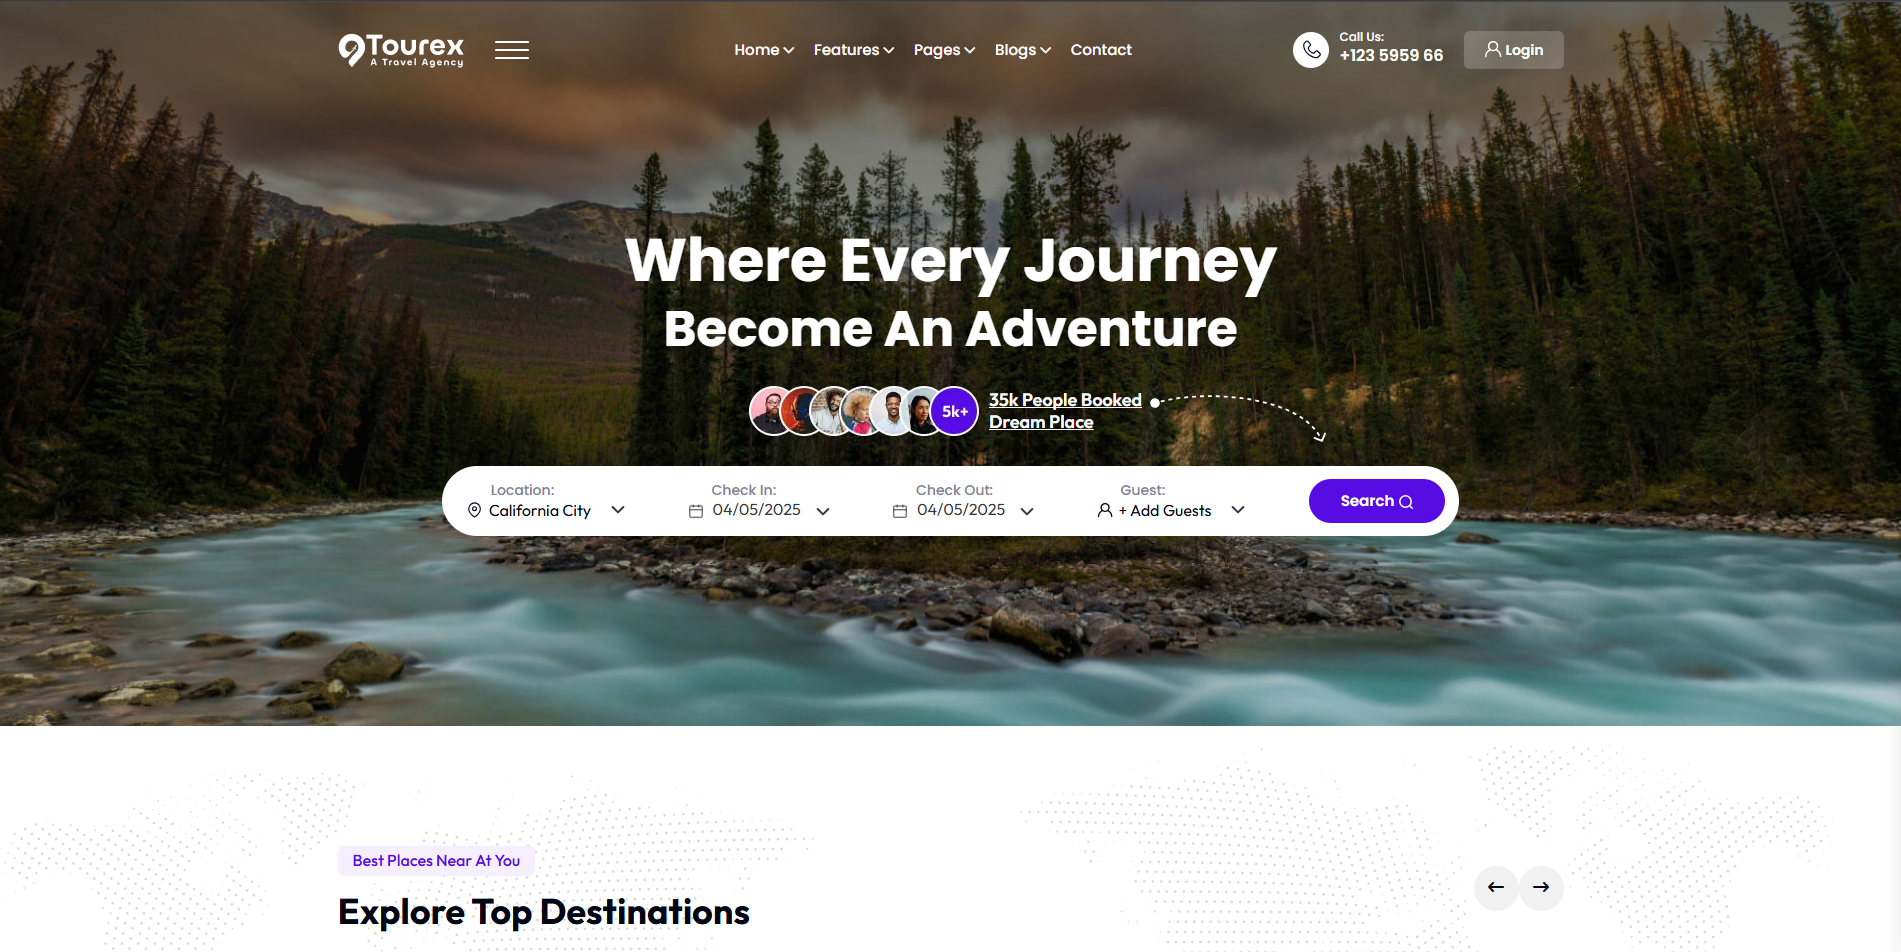 Tourex
A Travel Agency
Home
Features
Pages
Blogs
Contact
Call Us:
+123 5959 66
Login
Where Every Journey
Become An Adventure
5k+
35k People Booked
Dream Place
Location:
California City
Check In:
04/05/2025
Check Out:
04/05/2025
Guest:
+ Add Guests
Search
Best Places Near At You
Explore Top Destinations